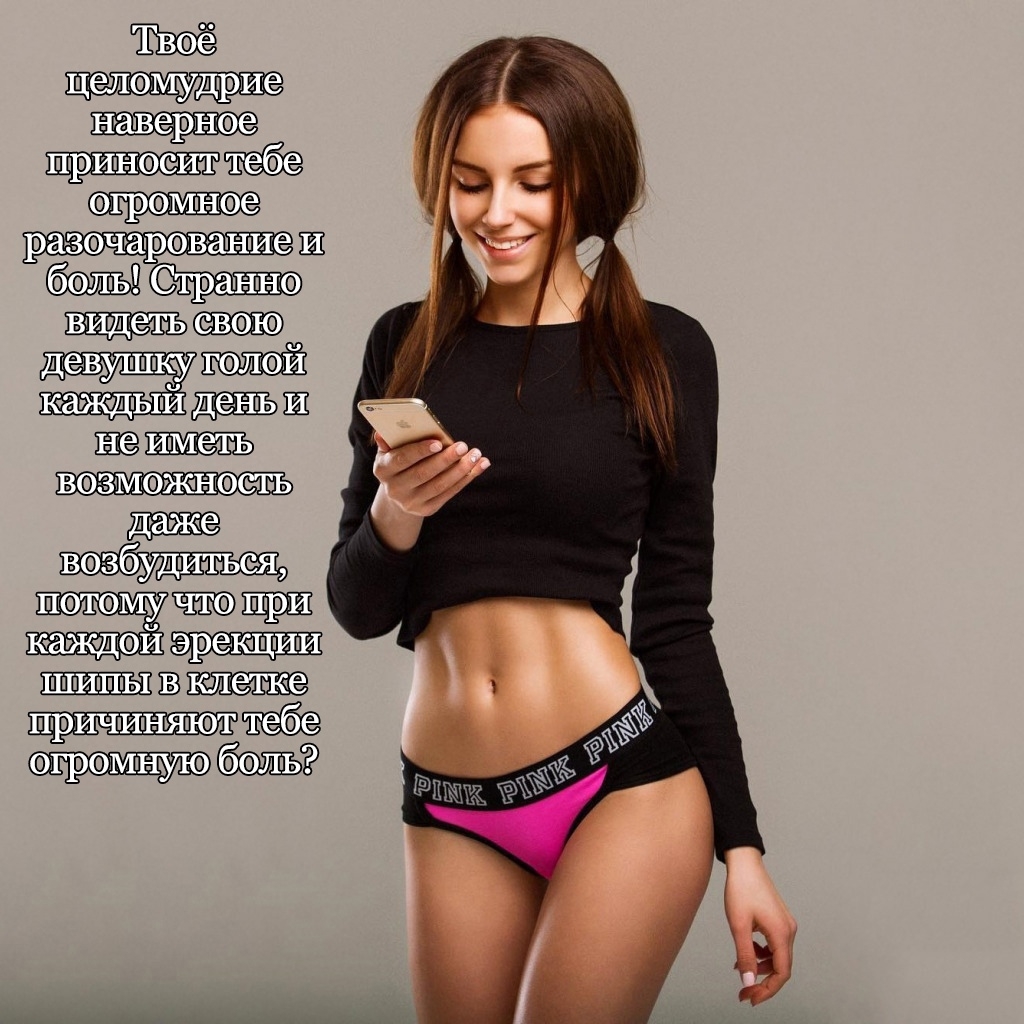 Твоё
целомудрие
наверное
приносит тебе
огромное
разочарование и
боль! Странно
видеть свою
девушку голой
каждый день и
не иметь
возможность
даже
возбудиться,
потому что при
каждой эрекции
шипы в клетке
причиняют тебе
огромную боль?
PINK PINK PINK